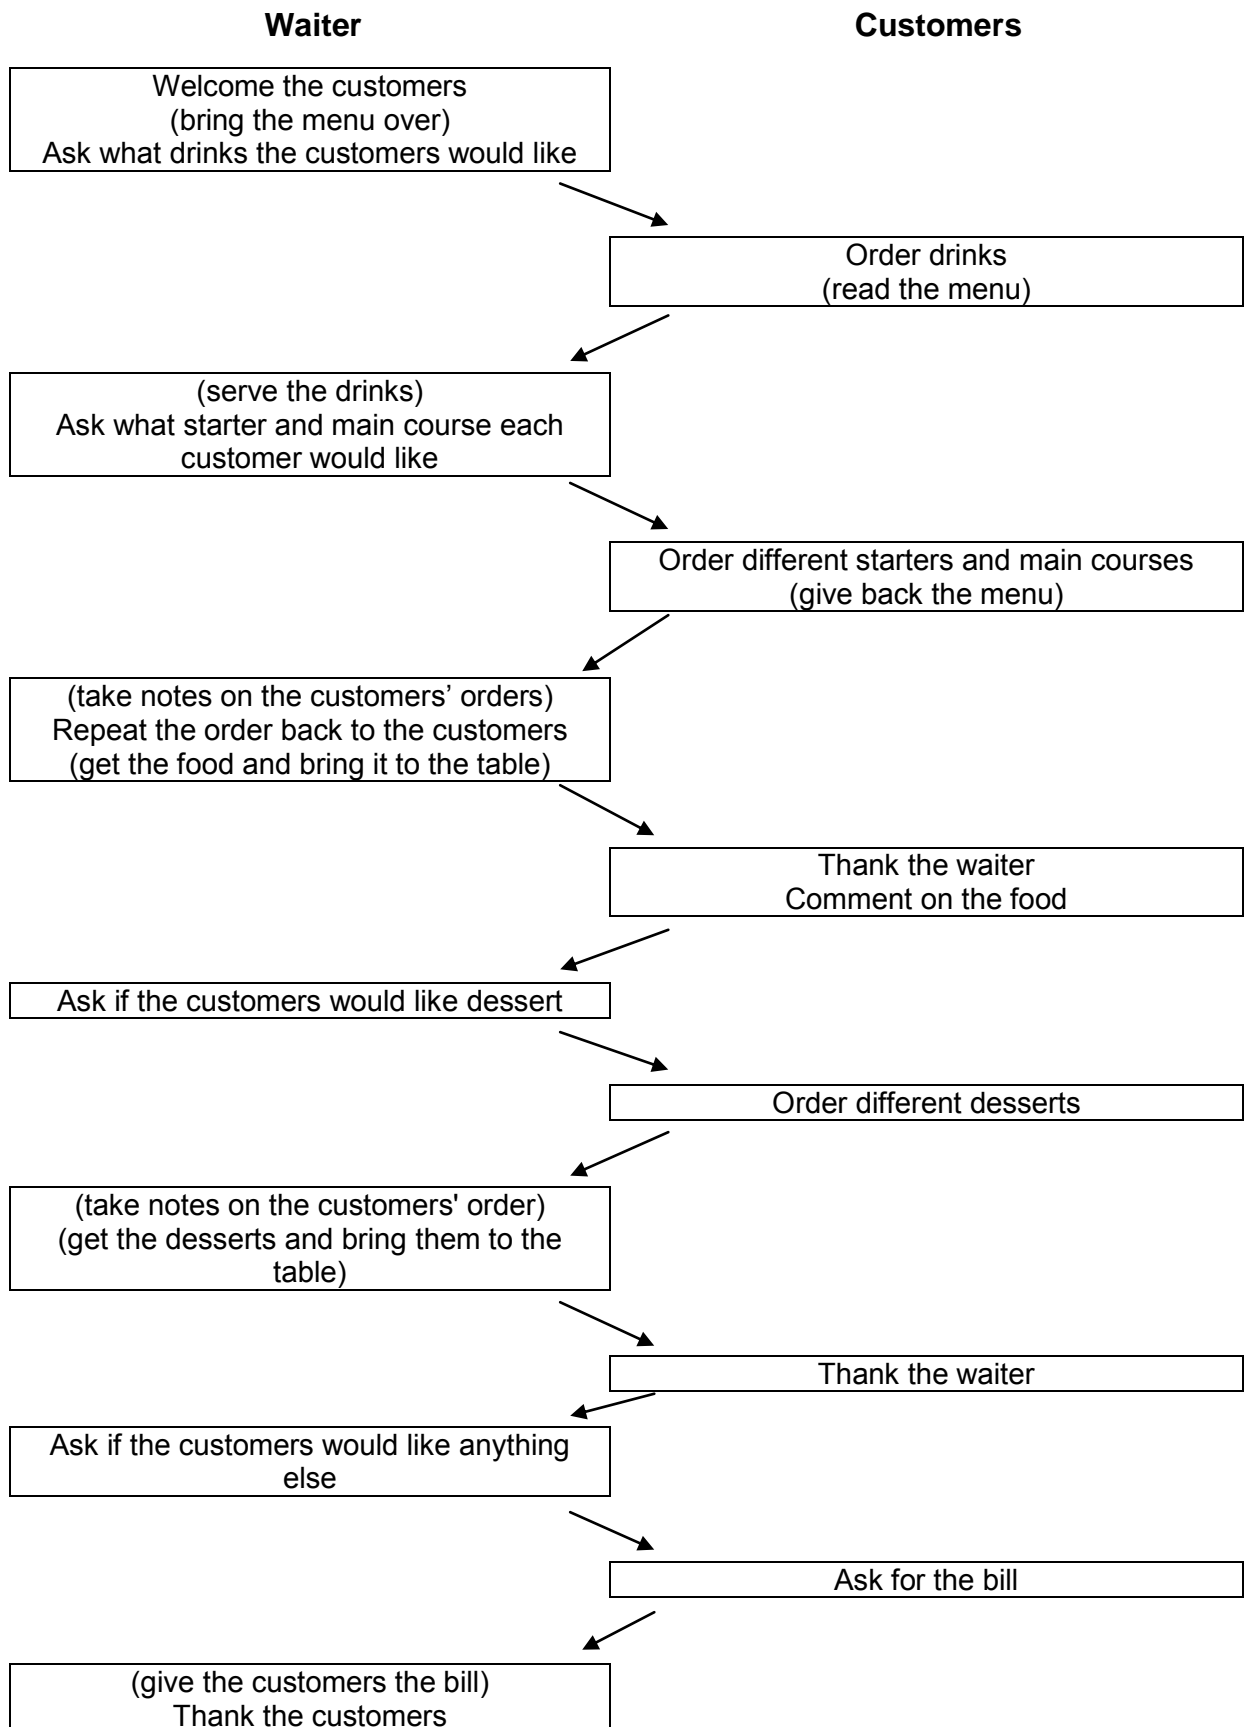 Waiter
Customers
Welcome the customers
(bring the menu over)
Ask what drinks the customers would like
Order drinks
(read the menu)
(serve the drinks)
Ask what starter and main course each
customer would like
Order different starters and main courses
(give back the menu)
(take notes on the customers’ orders)
Repeat the order back to the customers
(get the food and bring it to the table)
Thank the waiter
Comment on the food
Ask if the customers would like dessert
Order different desserts
(take notes on the customers' order)
(get the desserts and bring them to the
table)
Thank the waiter
Ask if the customers would like anything
else
Ask for the bill
(give the customers the bill)
Thank the customers